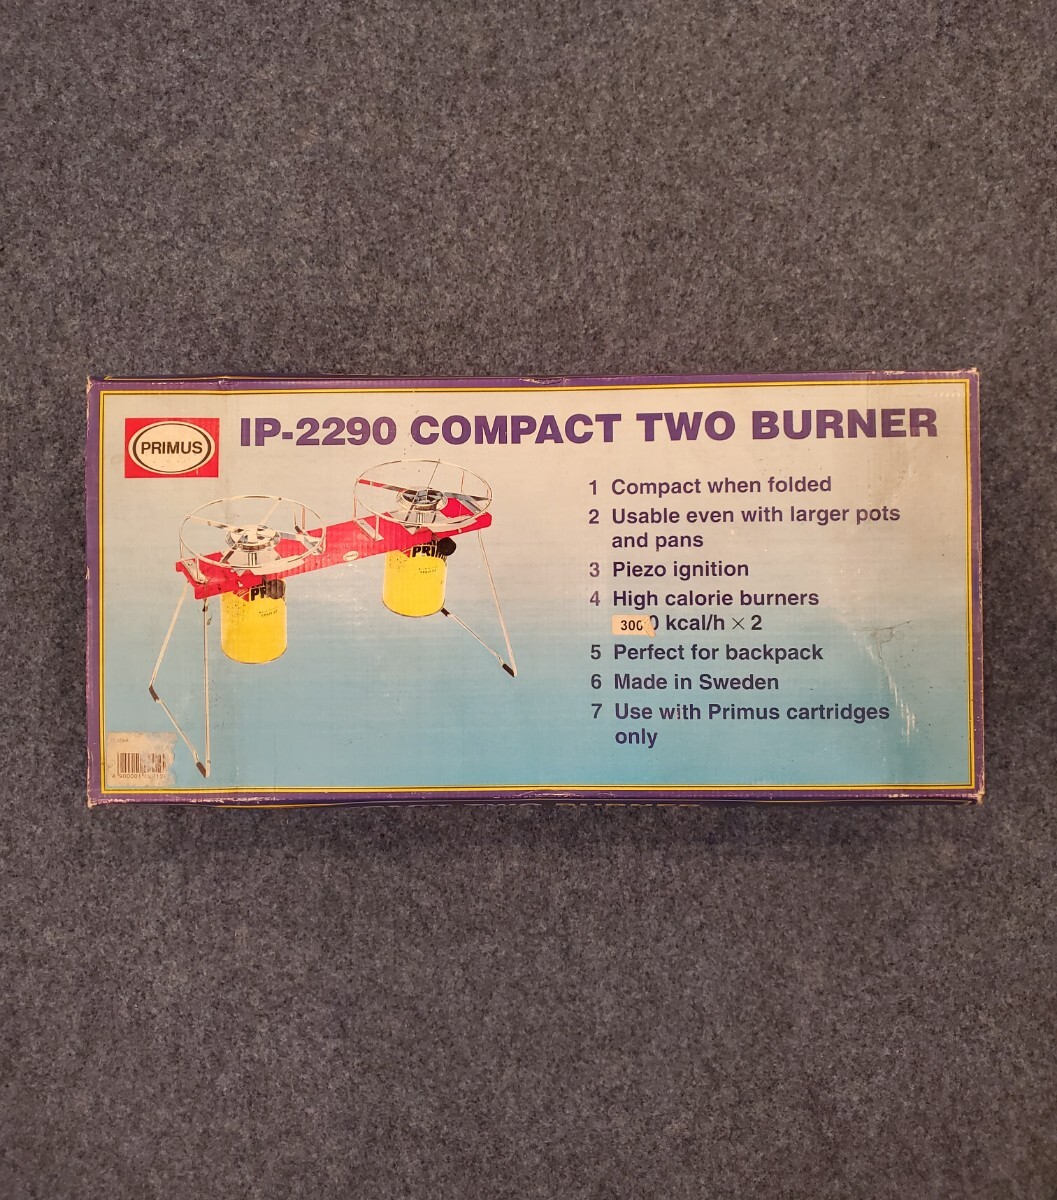 PRIMUS
IP-2290 COMPACT TWO BURNER
1 Compact when folded
2 Usable even with larger pots
and pans
3 Piezo ignition
4 High calorie burners
3000 kcal/h × 2
5 Perfect for backpack
6 Made in Sweden
7 Use with Primus cartridges
only